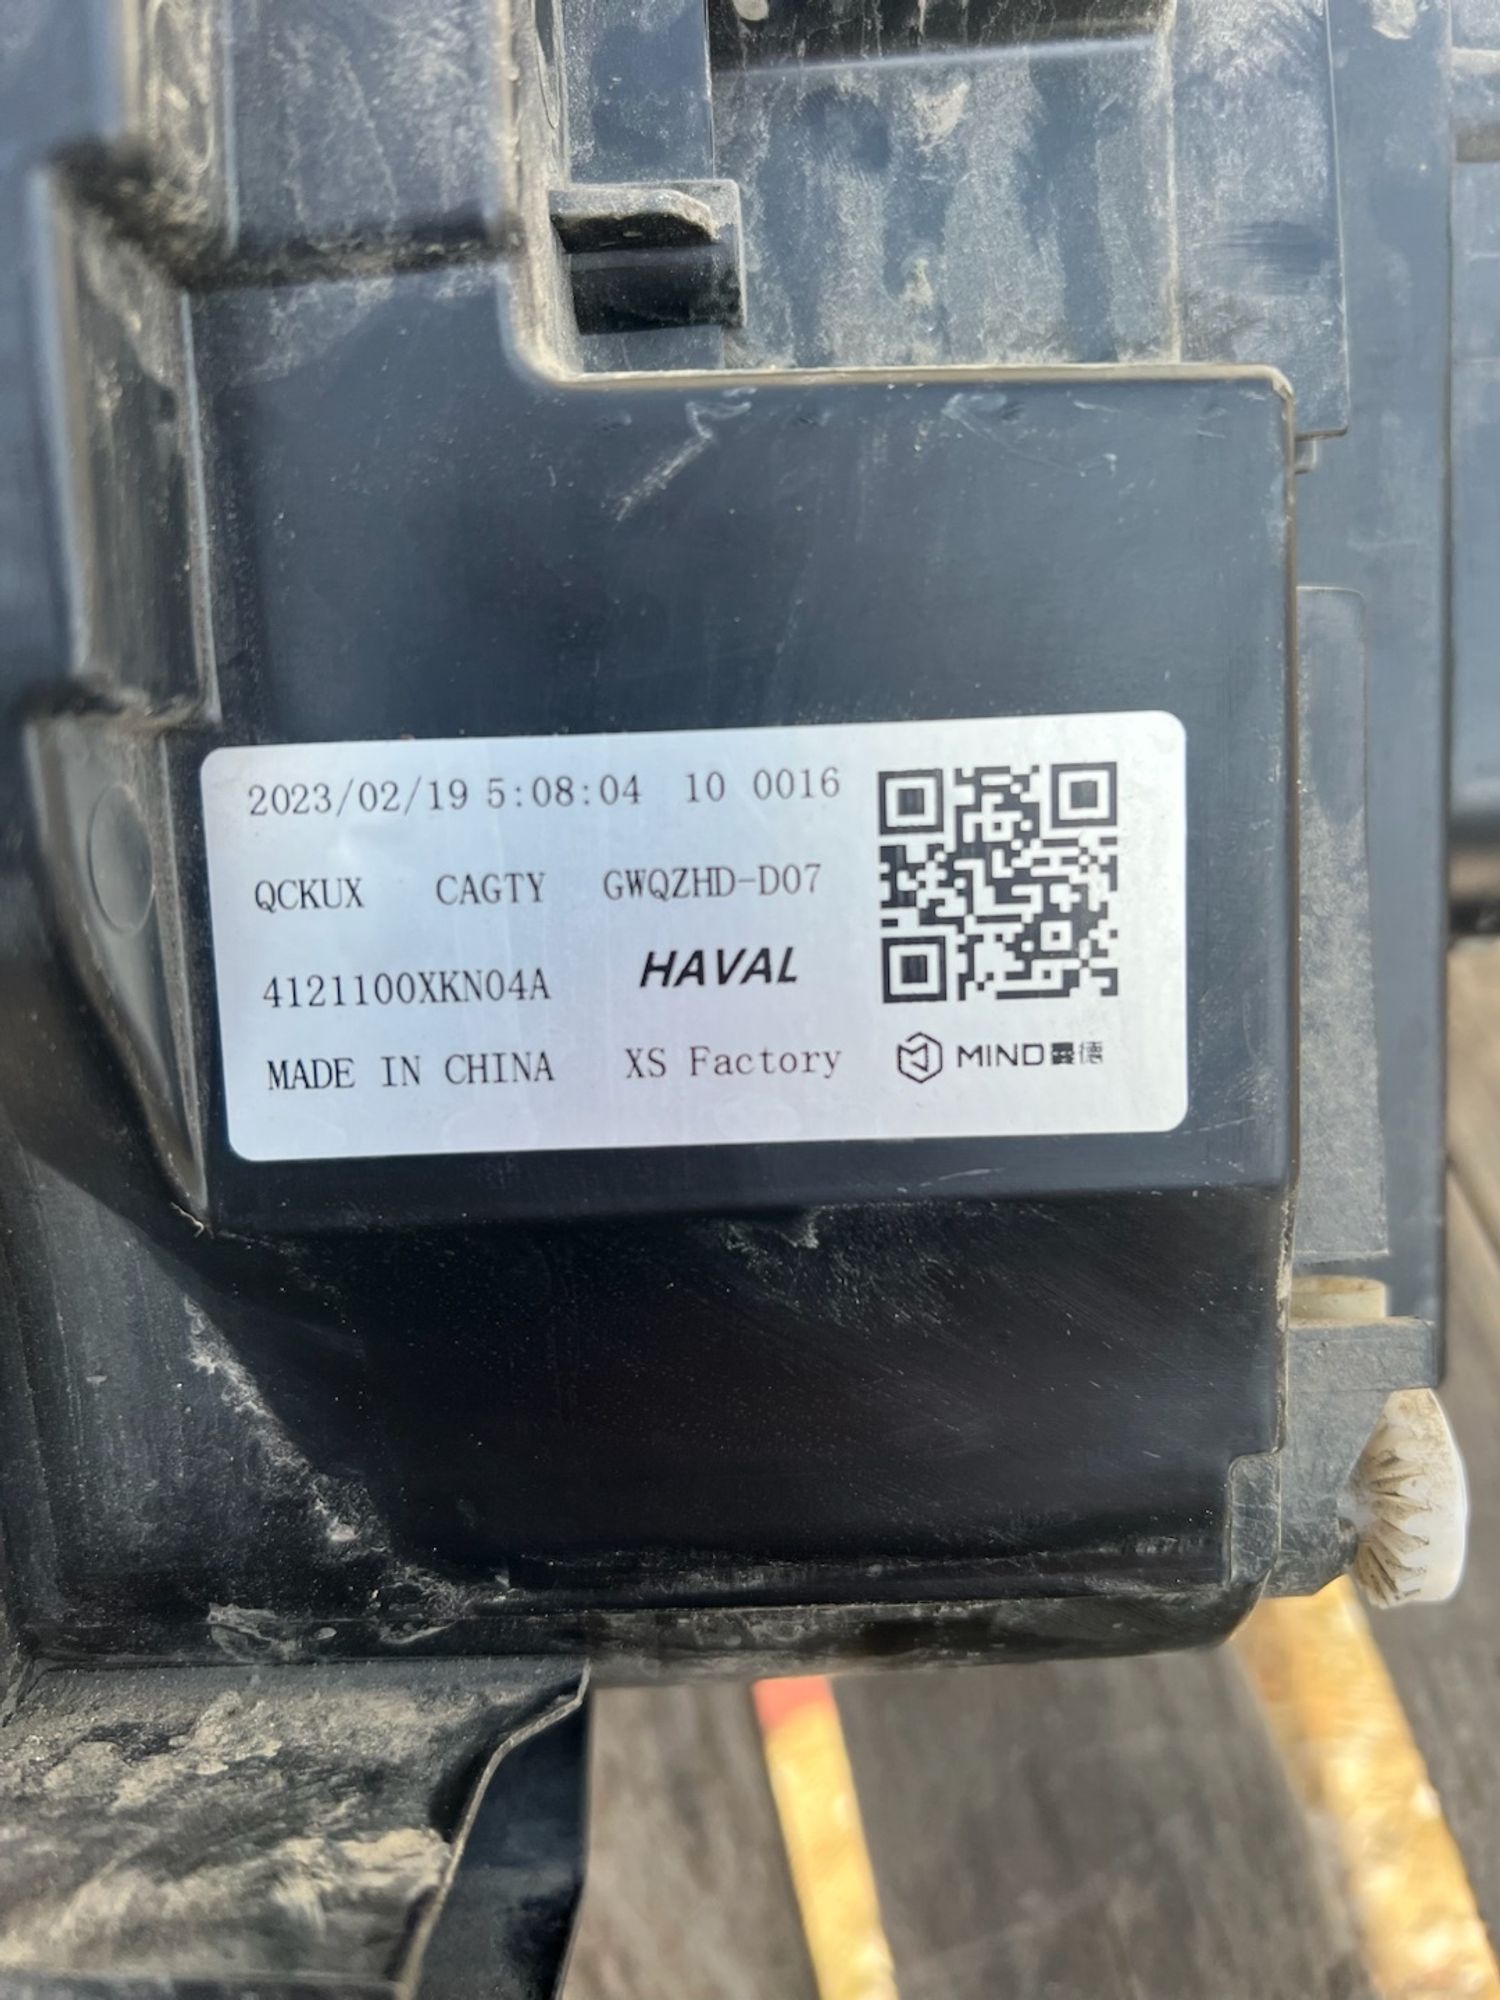 2023/02/19 5:08:04 10 0016
QCKUX CAGTY GWQZHD-D07
4121100XKN04A HAVAL
MADE IN CHINA XS Factory MIND曼德